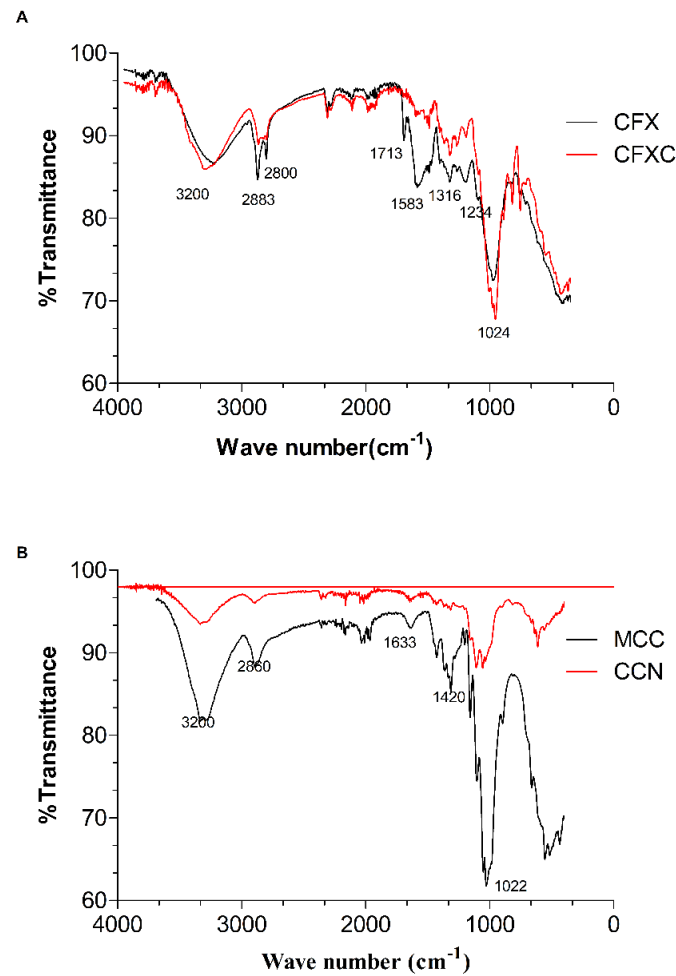 A
100
90
80
70
60
%Transmittance
4000 3000 2000 1000 0
Wave number(cm-1)
3200
2883
2800
1713
1583
1316
1234
1024
CFX
CFXC
B
100
90
80
70
60
%Transmittance
4000 3000 2000 1000 0
Wave number (cm-1)
3200
2860
1633
1420
1022
MCC
CCN